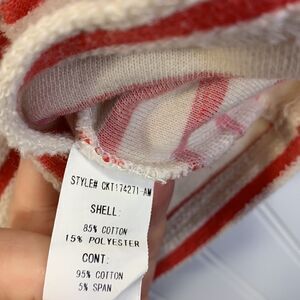 STYLE# CKT174271-AM
SHELL:
85% COTTON
15% POLYESTER
CONT:
95% COTTON
5% SPAN